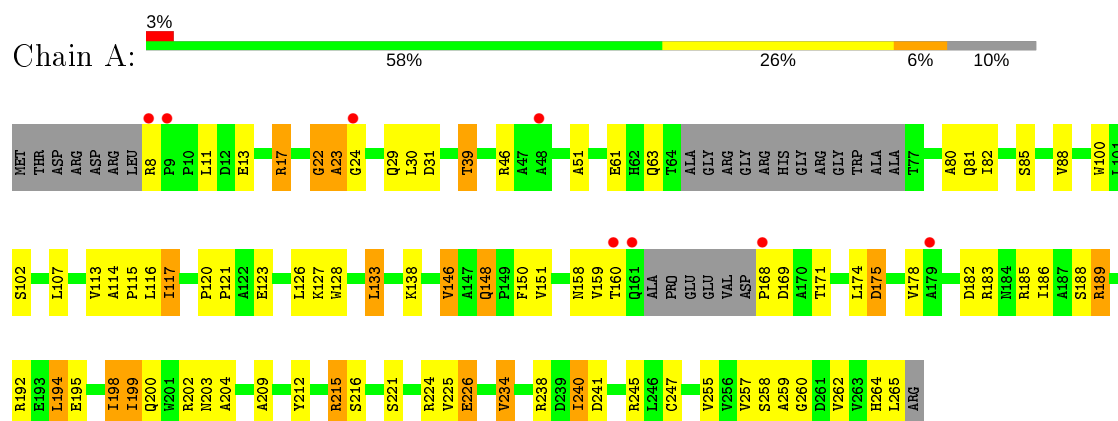 3%
Chain A:
58% 26% 6% 10%
MET THR ASP ARG ASP ARG LEU R8 P9 P10 L11 D12 E13 R17 G22 A23 G24 Q29 L30 D31 T39 R46 A47 A48 A51 E61 H62 Q63 T64 ALA GLY ARG GLY ARG HIS GLY ARG GLY TRP ALA ALA T77 A80 Q81 I82 S85 V88 W100 L101
S102 L107 V113 A114 P115 L116 I117 P120 P121 A122 E123 L126 K127 W128 L133 K138 V146 A147 Q148 P149 F150 V151 N158 V159 T160 Q161 ALA PRO GLU GLU VAL ASP P168 D169 A170 T171 L174 D175 V178 A179 D182 R183 N184 R185 I186 A187 S188 R189
R192 E193 L194 E195 I198 I199 Q200 W201 R202 N203 A204 A209 Y212 R215 S216 S221 R224 V225 E226 V234 R238 D239 I240 D241 R245 L246 C247 V255 V256 V257 S258 A259 G260 D261 V262 V263 H264 L265 ARG